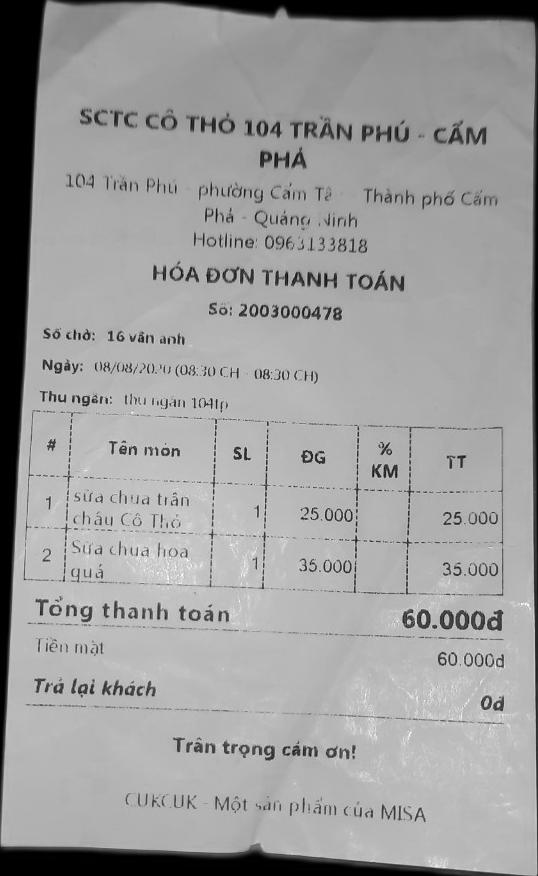 SCTC CÔ THỎ 104 TRẦN PHÚ - CẨM
PHẢ
104 Trần Phú - phường Cẩm Tâ Thành phố Cẩm
Phả - Quảng Ninh
Hotline: 0963133818
HÓA ĐƠN THANH TOÁN
Số: 2003000478
Số chờ: 16 vân anh
Ngày: 08/08/2020 (08:30 CH - 08:30 CH)
Thu ngân: thu ngân 104tp
# Tên món SL ĐG % KM TT
1 sữa chua trân châu Cô Thỏ 1 25.000 25.000
2 Sữa chua hoa quả 1 35.000 35.000
Tổng thanh toán 60.000đ
Tiền mặt 60.000đ
Trả lại khách 0đ
Trân trọng cảm ơn!
CUKCUK - Một sản phẩm của MISA